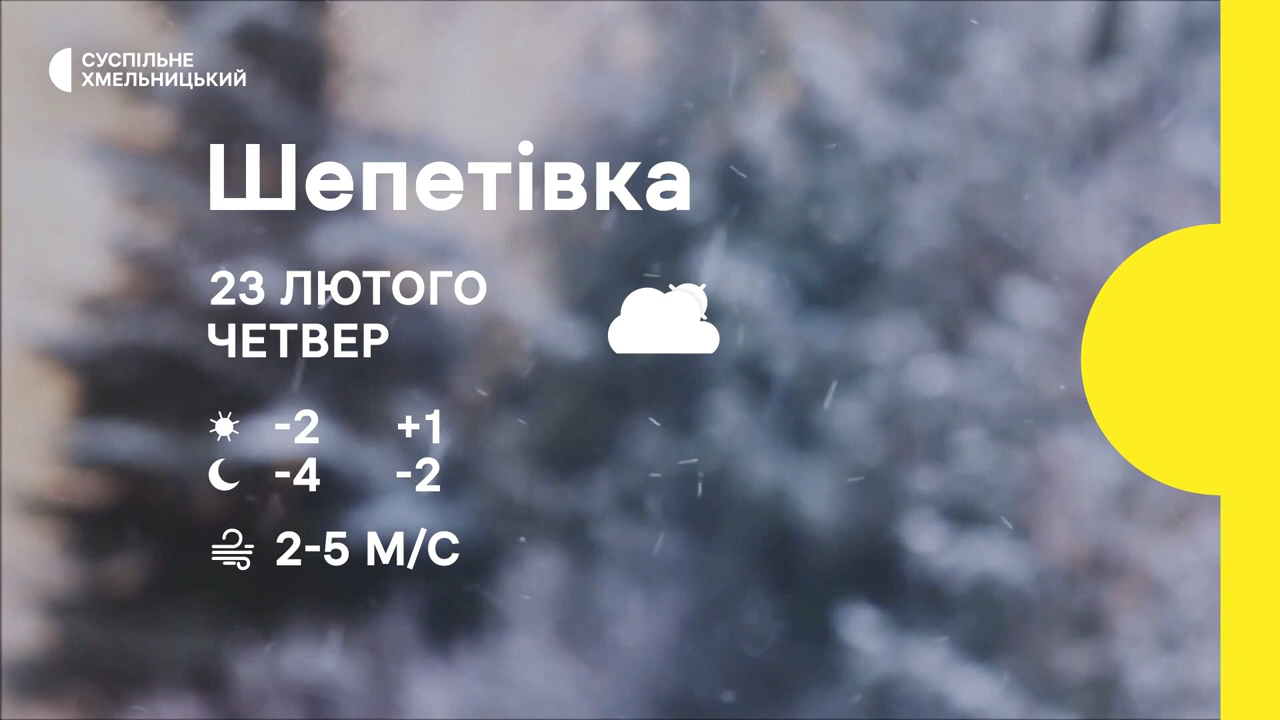 СУСПІЛЬНЕ
ХМЕЛЬНИЦЬКИЙ
Шепетівка
23 ЛЮТОГО
ЧЕТВЕР
-2 +1
-4 -2
2-5 М/С